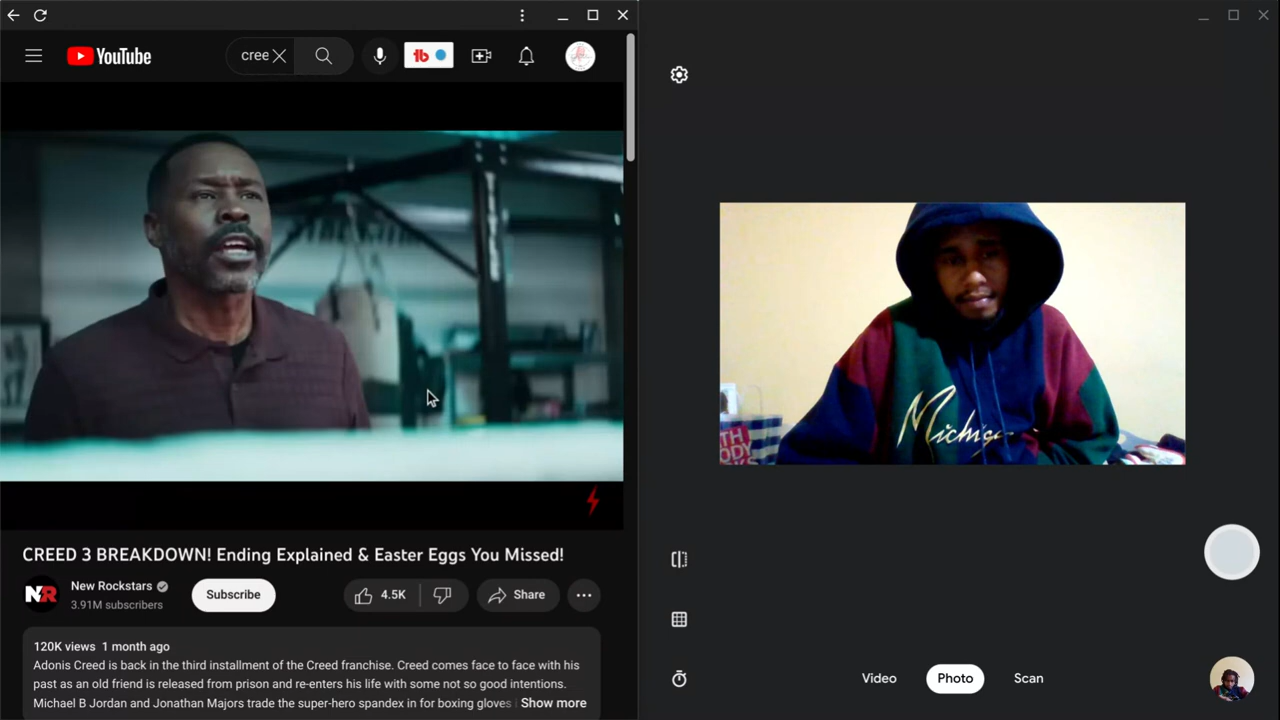 YouTube
cree
CREED 3 BREAKDOWN! Ending Explained & Easter Eggs You Missed!
NR
New Rockstars
3.91M subscribers
Subscribe
4.5K
Share
120K views 1 month ago
Adonis Creed is back in the third installment of the Creed franchise. Creed comes face to face with his
past as an old friend is released from prison and re-enters his life with some not so good intentions.
Michael B Jordan and Jonathan Majors trade the super-hero spandex in for boxing gloves Show more
Michiga
TH
ODY
Video
Photo
Scan